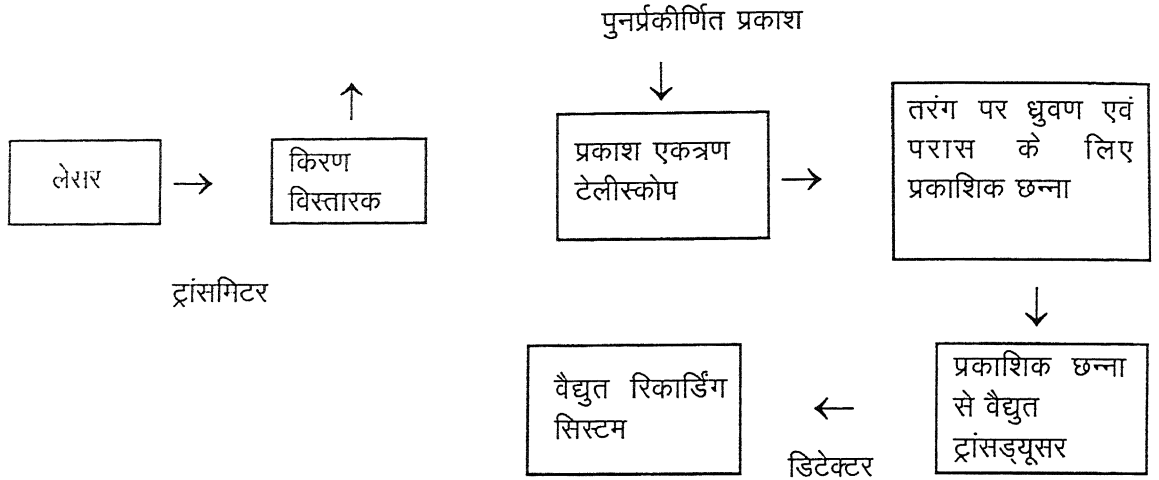 पुनर्प्रकीर्णित प्रकाश
लेसर
किरण
विस्तारक
ट्रांसमिटर
प्रकाश एकत्रण
टेलीस्कोप
तरंग पर ध्रुवण एवं
परास के लिए
प्रकाशिक छन्ना
प्रकाशिक छन्ना
से वैद्युत
ट्रांसड्यूसर
डिटेक्टर
वैद्युत रिकार्डिंग
सिस्टम